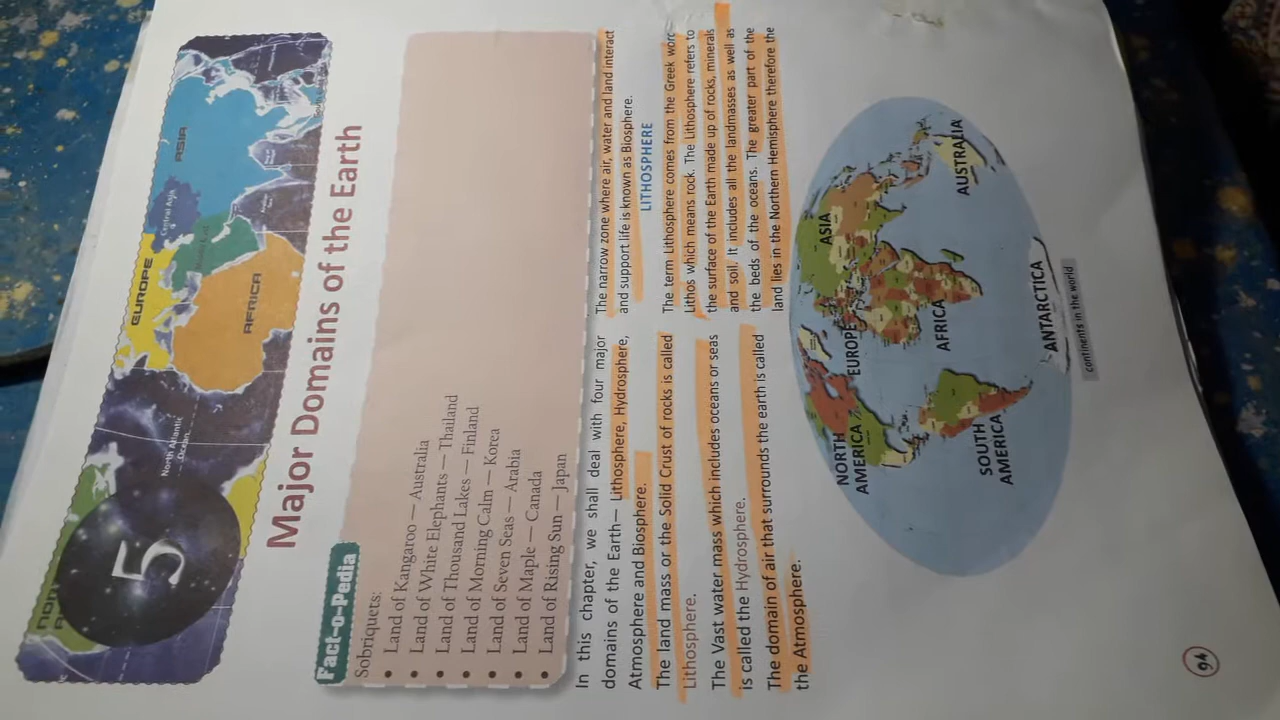 5
EUROPE
ASIA
Central Asia
AFRICA
North Atlantic
Ocean
Major Domains of the Earth
Fact-o-Pedia
Sobriquets:
• Land of Kangaroo — Australia
• Land of White Elephants — Thailand
• Land of Thousand Lakes — Finland
• Land of Morning Calm — Korea
• Land of Seven Seas — Arabia
• Land of Maple — Canada
• Land of Rising Sun — Japan
In this chapter, we shall deal with four major
domains of the Earth— Lithosphere, Hydrosphere,
Atmosphere and Biosphere.
The land mass or the Solid Crust of rocks is called
Lithosphere.
The Vast water mass which includes oceans or seas
is called the Hydrosphere.
The domain of air that surrounds the earth is called
the Atmosphere.
The narrow zone where air, water and land interact
and support life is known as Biosphere.
LITHOSPHERE
The term Lithosphere comes from the Greek
Lithos which means rock. The Lithosphere refers to
the surface of the Earth made up of rocks, minerals
and soil. It includes all the landmasses as well as
the beds of the oceans. The greater part of the
land lies in the Northern Hemisphere therefore the
NORTH
AMERICA
EUROPE
ASIA
AFRICA
SOUTH
AMERICA
AUSTRALIA
ANTARCTICA
continents in the world
94